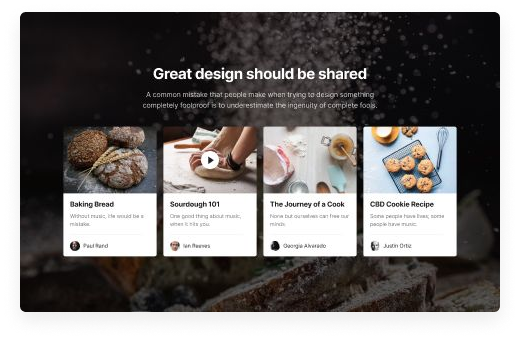 Great design should be shared
A common mistake that people make when trying to design something
completely foolproof is to underestimate the ingenuity of complete fools.
Baking Bread
Without music, life would be a
mistake.
Paul Rand
Sourdough 101
One good thing about music,
when it hits you.
Ian Reeves
The Journey of a Cook
None but ourselves can free our
minds.
Georgia Alvarado
CBD Cookie Recipe
Some people have lives; some
people have music.
Justin Ortiz